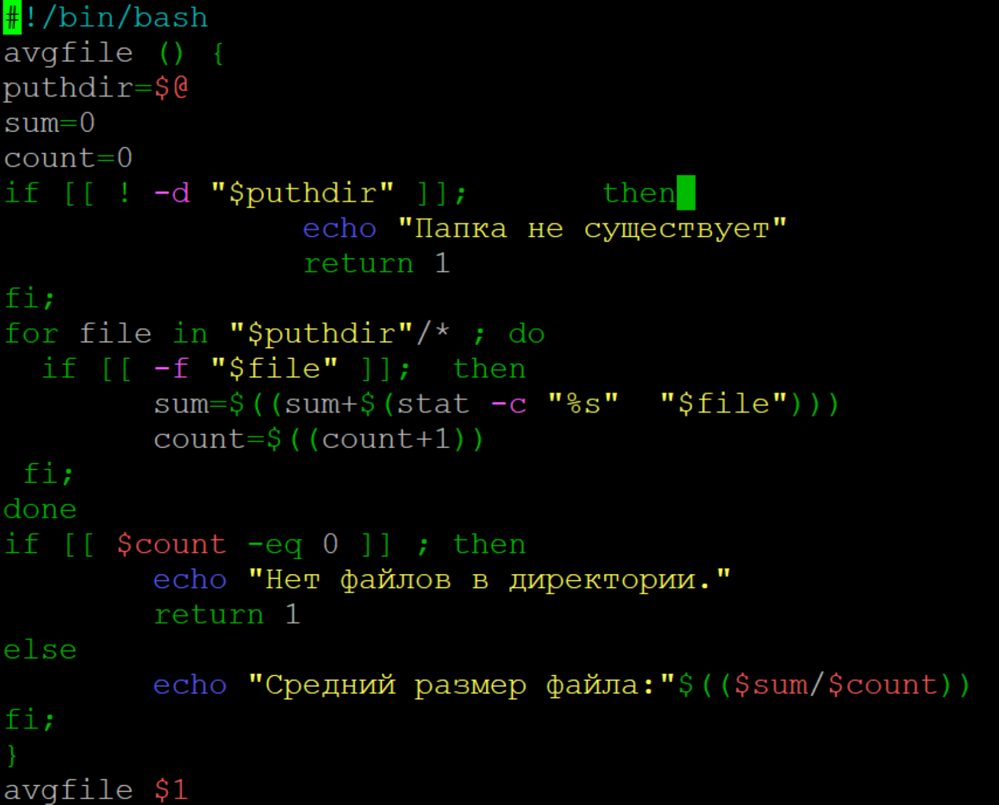 #!/bin/bash
avgfile () {
puthdir=$@
sum=0
count=0
if [[ ! -d "$puthdir" ]];       then
                echo "Папка не существует"
                return 1
fi;
for file in "$puthdir"/* ; do
  if [[ -f "$file" ]];  then
        sum=$((sum+$(stat -c "%s"  "$file")))
        count=$((count+1))
 fi;
done
if [[ $count -eq 0 ]] ; then
        echo "Нет файлов в директории."
        return 1
else
        echo "Средний размер файла:"$(($sum/$count))
fi;
}
avgfile $1